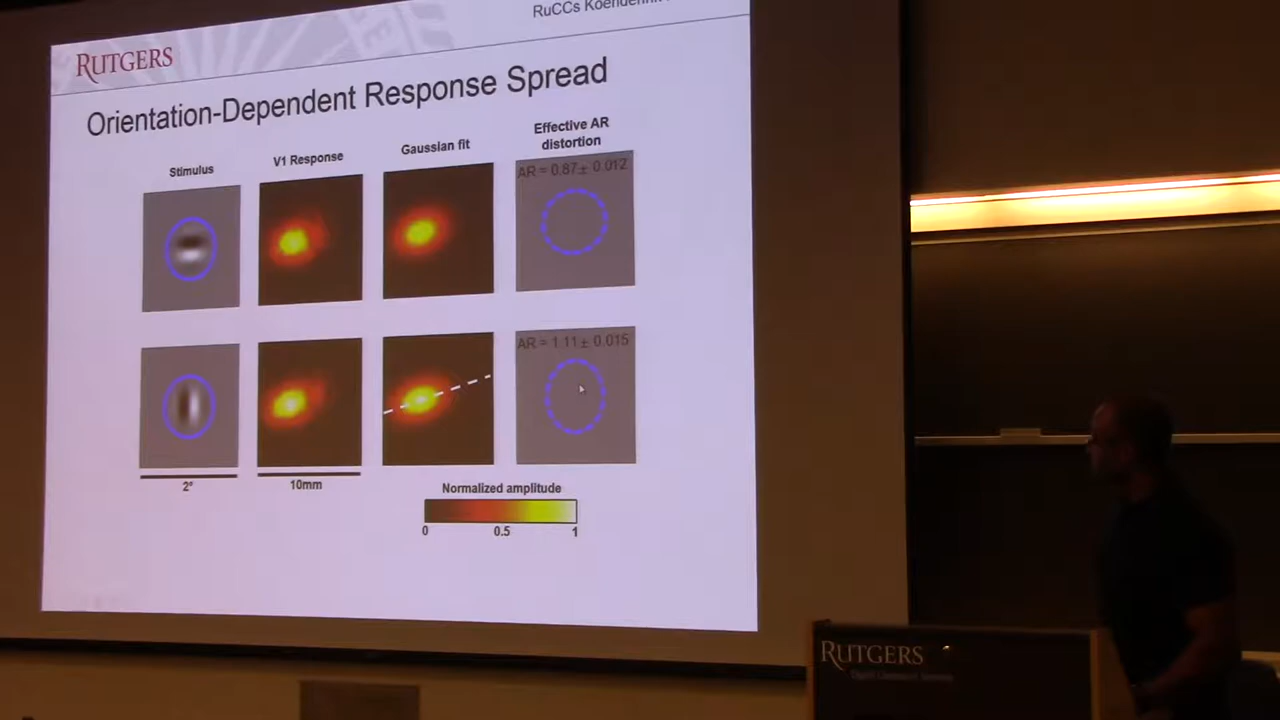 RUTGERS
RuCCs
Orientation-Dependent Response Spread
Stimulus
V1 Response
Gaussian fit
Effective AR
distortion
AR = 0.87± 0.012
AR = 1.11± 0.015
2°
10mm
Normalized amplitude
0
0.5
1
RUTGERS